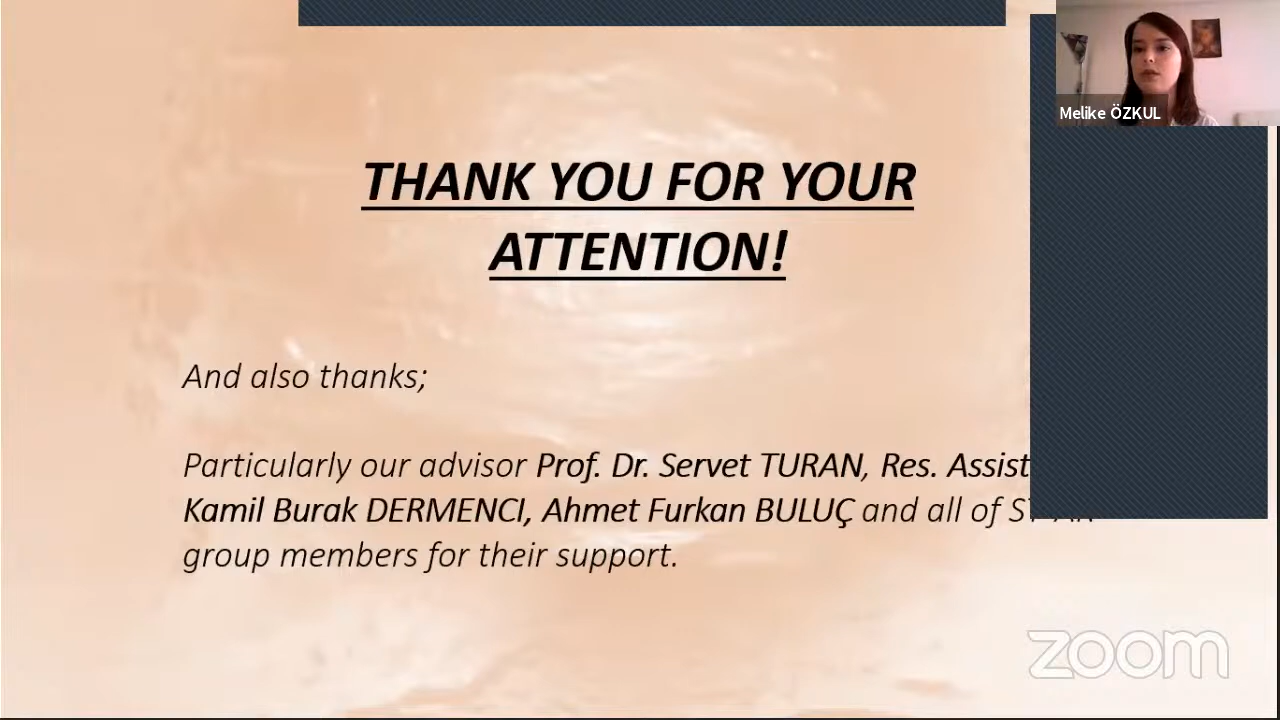 Melike ÖZKUL
THANK YOU FOR YOUR
ATTENTION!
And also thanks;
Particularly our advisor Prof. Dr. Servet TURAN, Res. Assist
Kamil Burak DERMENCI, Ahmet Furkan BULUÇ and all of
group members for their support.
zoom